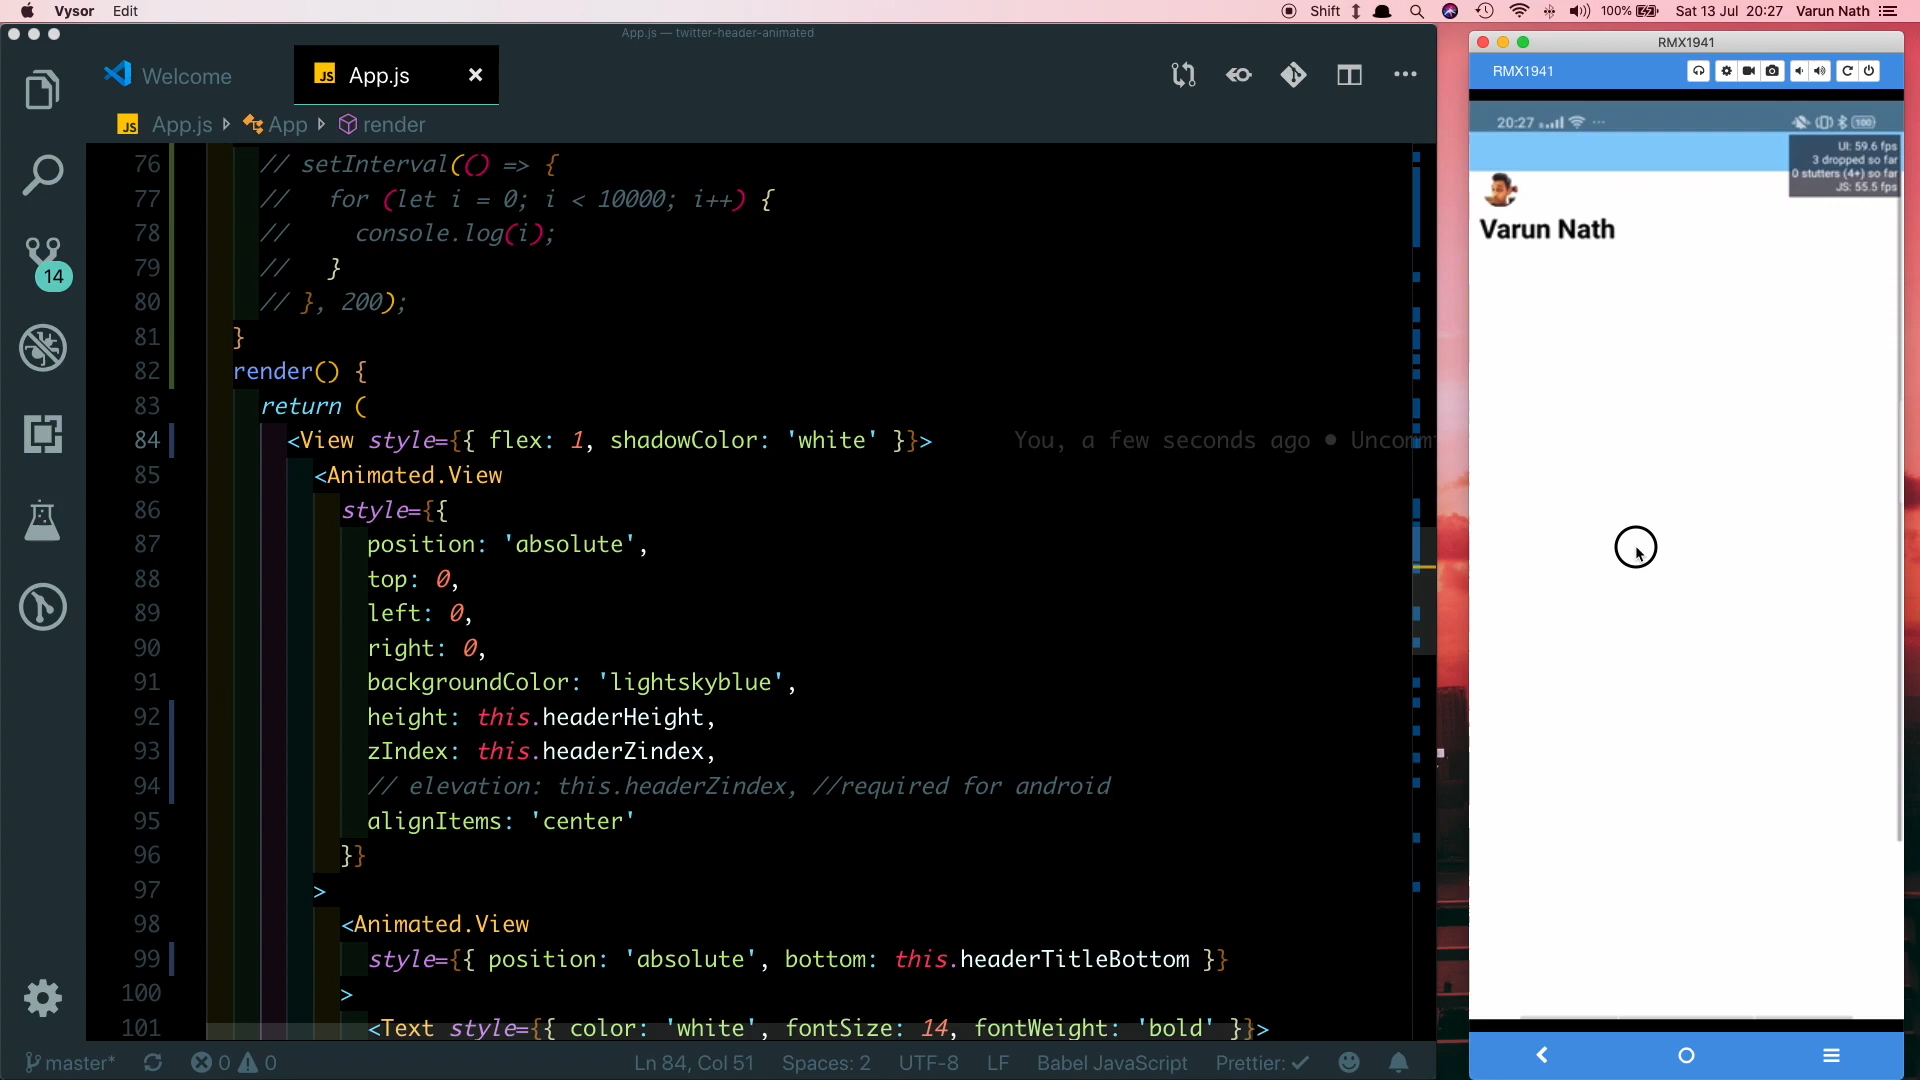 Vysor Edit
Shift 100% Sat 13 Jul 20:27 Varun Nath
App.js — twitter-header-animated
Welcome
JS App.js
JS App.js App render
14
76 // setInterval(() => {
77 // for (let i = 0; i < 10000; i++) {
78 // console.log(i);
79 // }
80 // }, 200);
81 }
82 render() {
83 return (
84 <View style={{ flex: 1, shadowColor: 'white' }}> You, a few seconds ago • Uncomm
85 <Animated.View
86 style={{
87 position: 'absolute',
88 top: 0,
89 left: 0,
90 right: 0,
91 backgroundColor: 'lightskyblue',
92 height: this.headerHeight,
93 zIndex: this.headerZindex,
94 // elevation: this.headerZindex, //required for android
95 alignItems: 'center'
96 }}
97 >
98 <Animated.View
99 style={{ position: 'absolute', bottom: this.headerTitleBottom }}
100 >
101 <Text style={{ color: 'white', fontSize: 14, fontWeight: 'bold' }}>
master* 0 0 Ln 84, Col 51 Spaces: 2 UTF-8 LF Babel JavaScript Prettier: ✓
RMX1941
RMX1941
20:27 100
UI: 59.6 fps
3 dropped so far
0 stutters (4+) so far
JS: 55.5 fps
Varun Nath